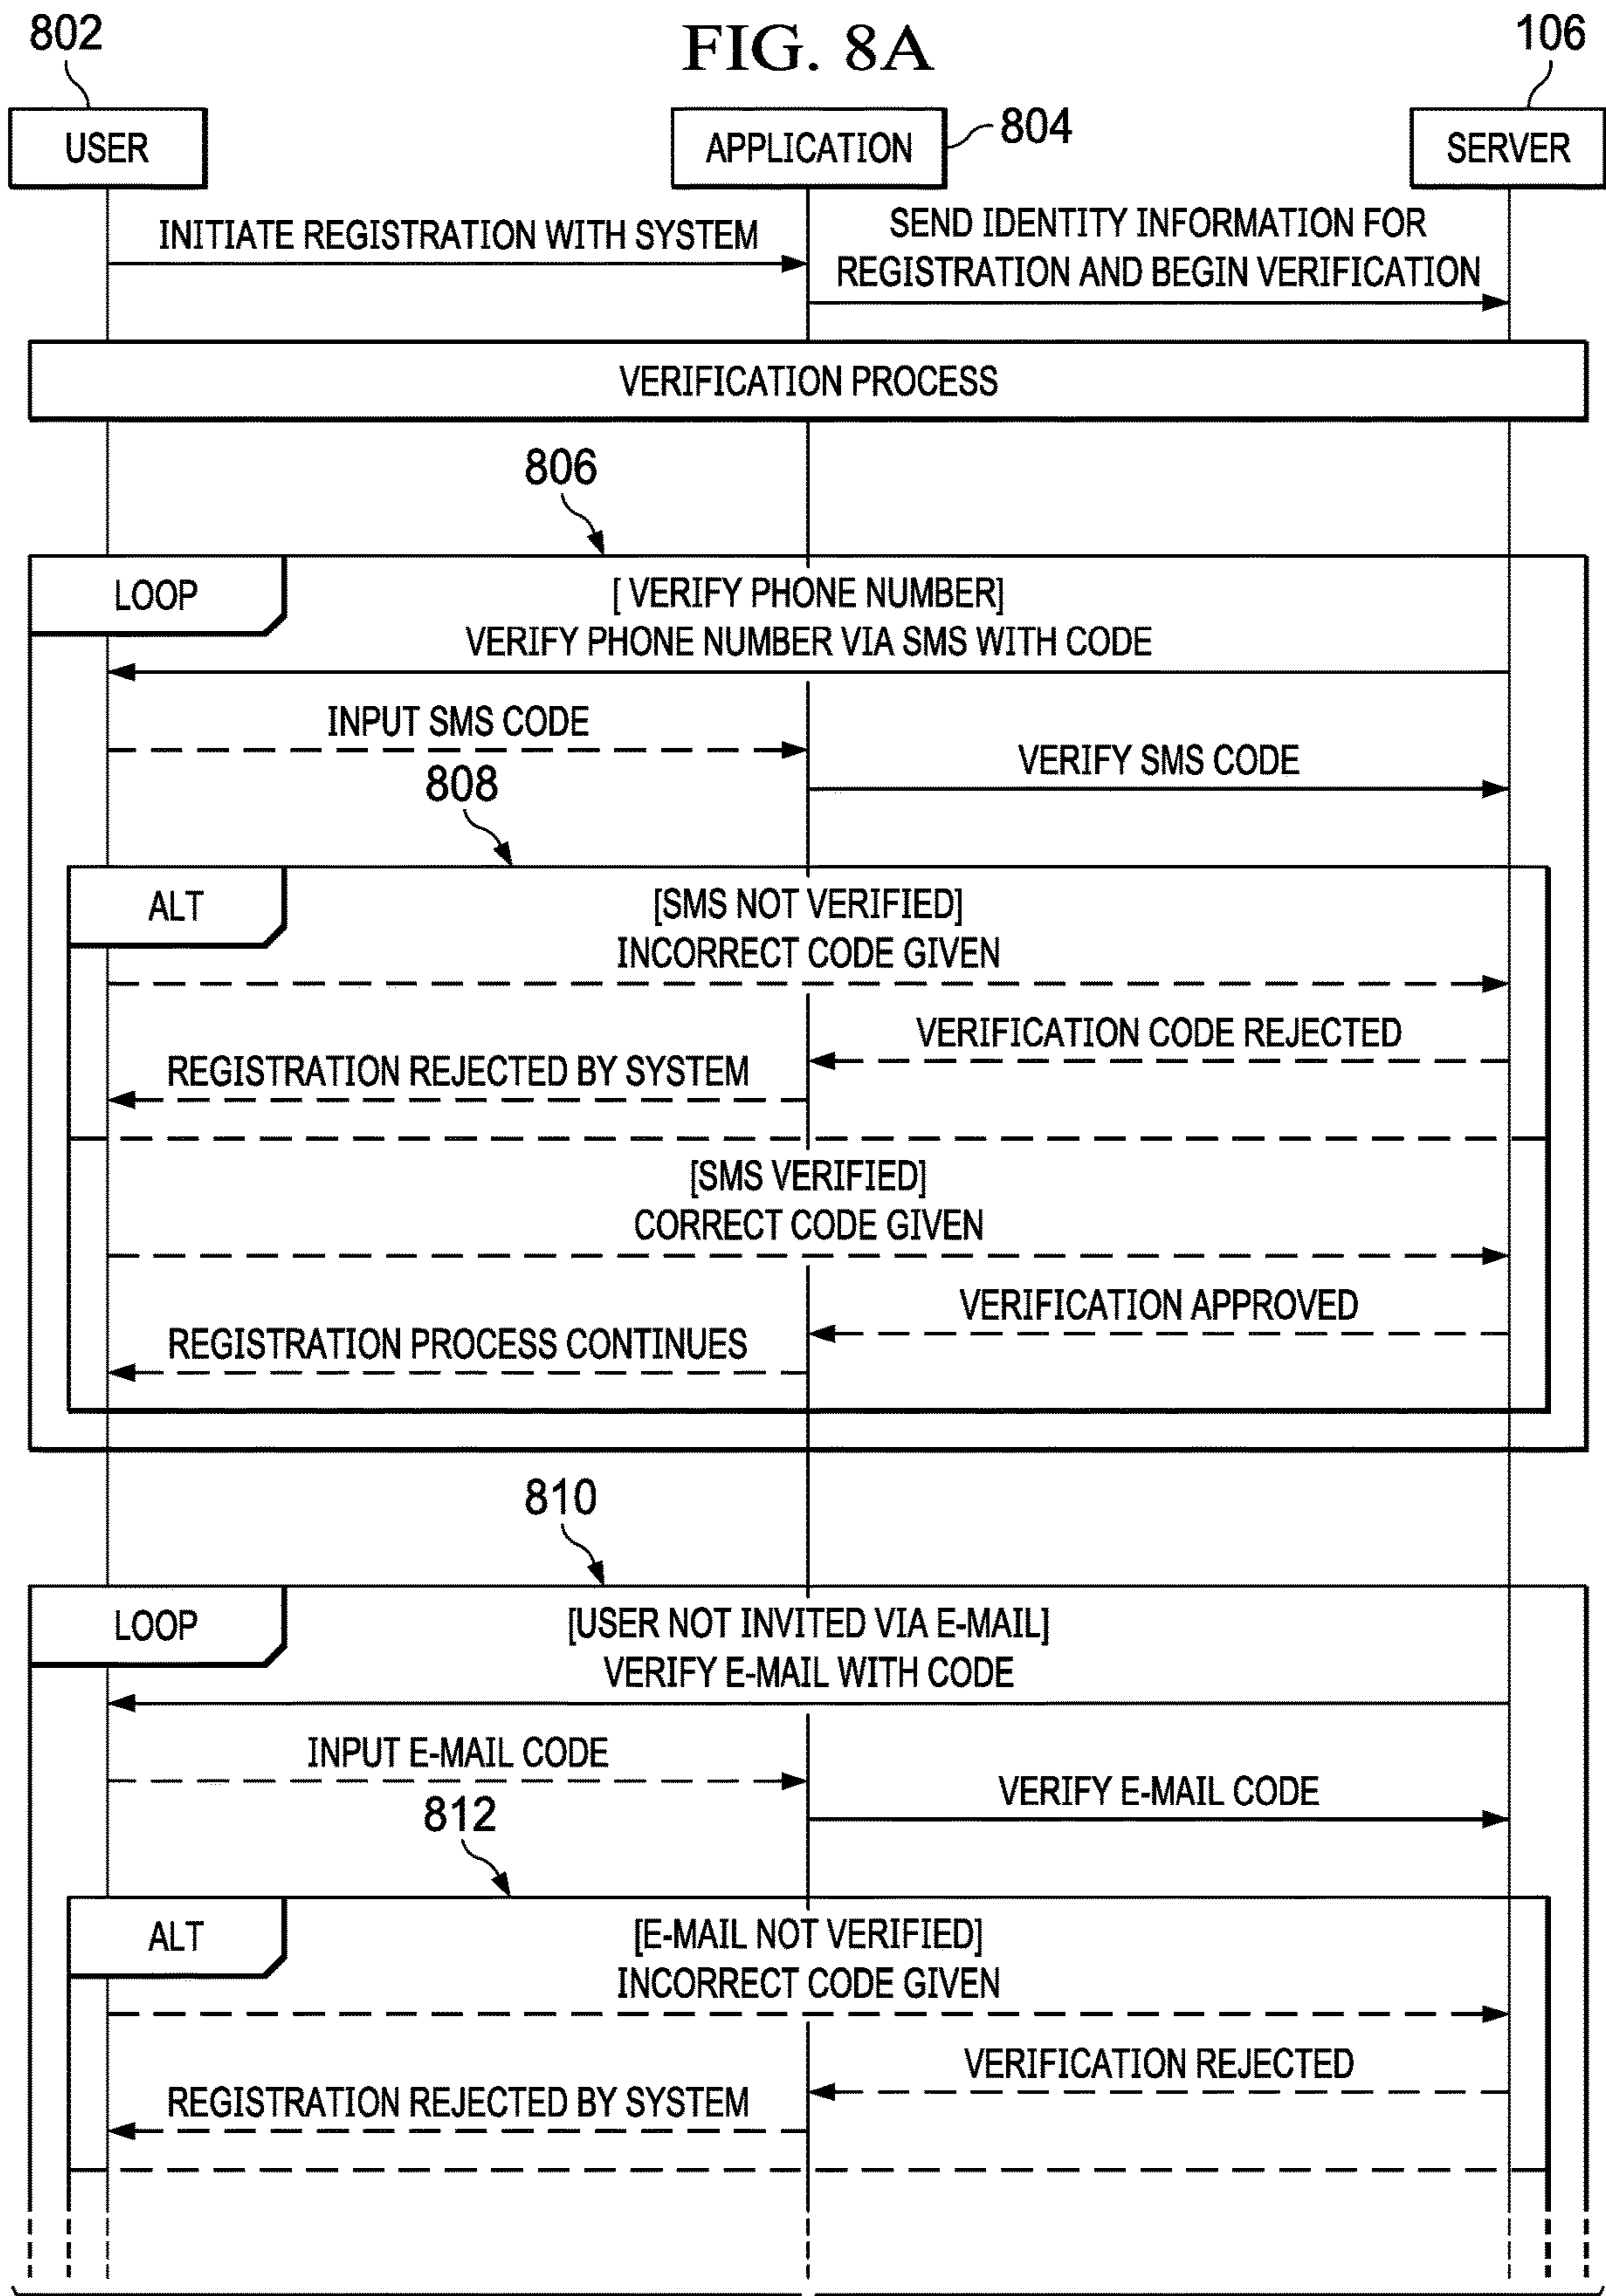 802
FIG. 8A
106
USER
APPLICATION
804
SERVER
INITIATE REGISTRATION WITH SYSTEM
SEND IDENTITY INFORMATION FOR
REGISTRATION AND BEGIN VERIFICATION
VERIFICATION PROCESS
806
LOOP
[ VERIFY PHONE NUMBER]
VERIFY PHONE NUMBER VIA SMS WITH CODE
INPUT SMS CODE
VERIFY SMS CODE
808
ALT
[SMS NOT VERIFIED]
INCORRECT CODE GIVEN
VERIFICATION CODE REJECTED
REGISTRATION REJECTED BY SYSTEM
[SMS VERIFIED]
CORRECT CODE GIVEN
VERIFICATION APPROVED
REGISTRATION PROCESS CONTINUES
810
LOOP
[USER NOT INVITED VIA E-MAIL]
VERIFY E-MAIL WITH CODE
INPUT E-MAIL CODE
VERIFY E-MAIL CODE
812
ALT
[E-MAIL NOT VERIFIED]
INCORRECT CODE GIVEN
VERIFICATION REJECTED
REGISTRATION REJECTED BY SYSTEM